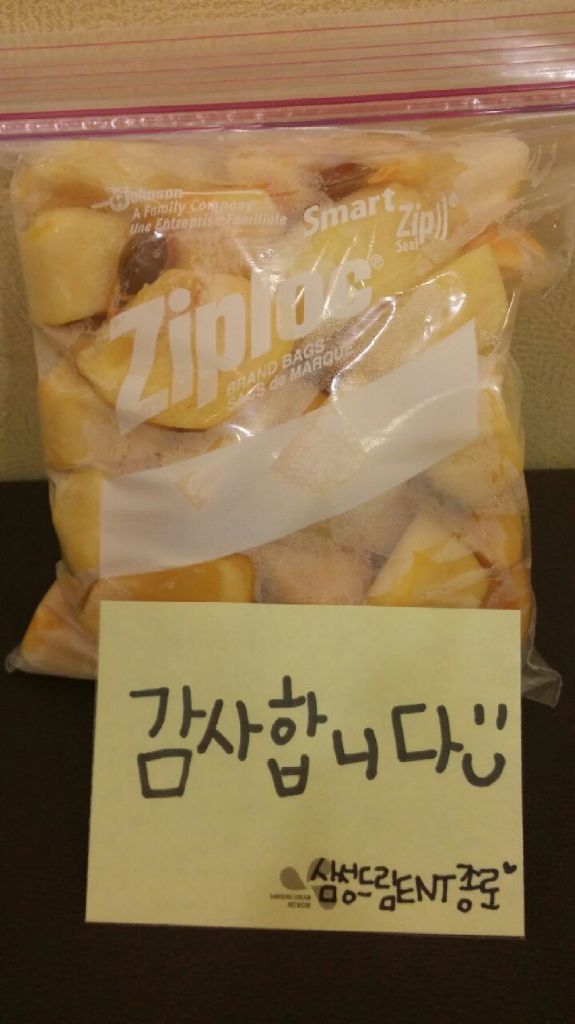 Johnson
A Family Company
Une Entreprise Familiale
Smart Zip®
Seal
Ziploc®
BRAND BAGS
SACS de MARQUE
감사합니다
삼성드림ENT종로
SAMSUNG DREAM
NETWORK